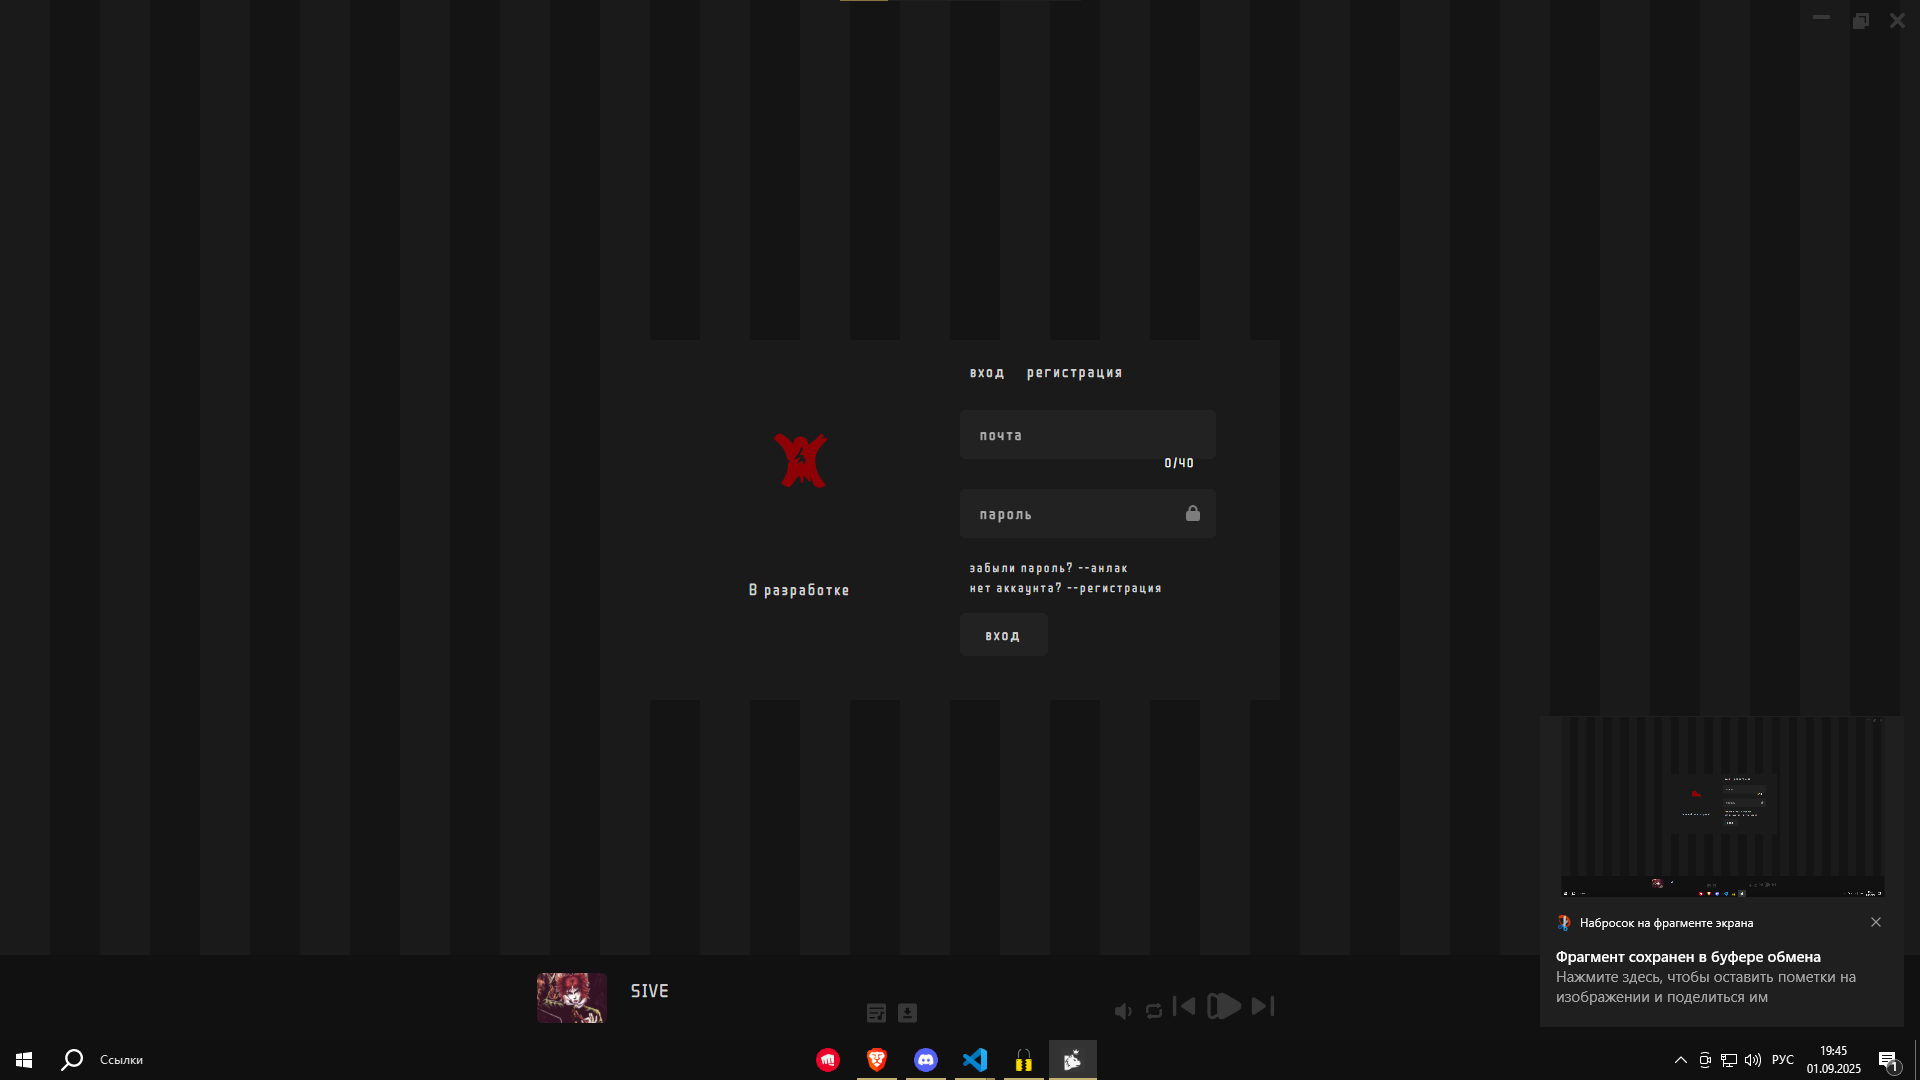 вход регистрация
почта
0/40
пароль
забыли пароль? --анлак
нет аккаунта? --регистрация
В разработке
вход
SIVE
Набросок на фрагменте экрана
Фрагмент сохранен в буфере обмена
Нажмите здесь, чтобы оставить пометки на
изображении и поделиться им
Ссылки
РУС
19:45
01.09.2025
1